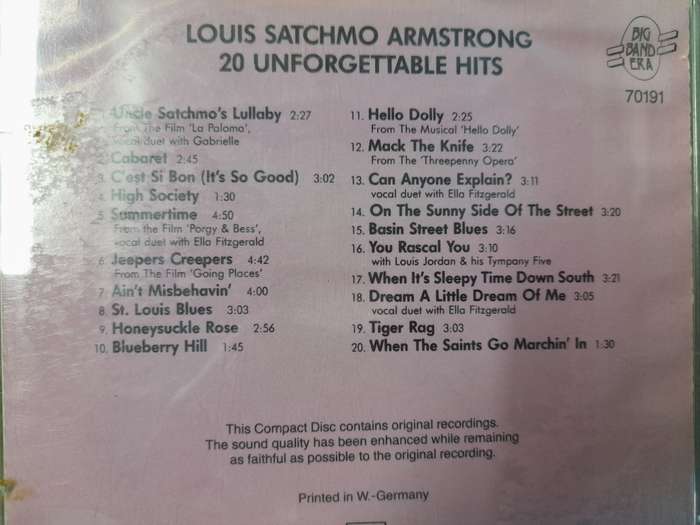 LOUIS SATCHMO ARMSTRONG
20 UNFORGETTABLE HITS
BIG
BAND
ERA
70191
1. Uncle Satchmo's Lullaby 2:27
From The Film 'La Paloma',
vocal duet with Gabrielle
2. Cabaret 2:45
3. C'est Si Bon (It's So Good) 3:02
4. High Society 1:30
5. Summertime 4:50
From the Film 'Porgy & Bess',
vocal duet with Ella Fitzgerald
6. Jeepers Creepers 4:42
From The Film 'Going Places'
7. Ain't Misbehavin' 4:00
8. St. Louis Blues 3:03
9. Honeysuckle Rose 2:56
10. Blueberry Hill 1:45
11. Hello Dolly 2:25
From The Musical 'Hello Dolly'
12. Mack The Knife 3:22
From The 'Threepenny Opera'
13. Can Anyone Explain? 3:11
vocal duet with Ella Fitzgerald
14. On The Sunny Side Of The Street 3:20
15. Basin Street Blues 3:16
16. You Rascal You 3:10
with Louis Jordan & his Tympany Five
17. When It's Sleepy Time Down South 3:21
18. Dream A Little Dream Of Me 3:05
vocal duet with Ella Fitzgerald
19. Tiger Rag 3:03
20. When The Saints Go Marchin' In 1:30
This Compact Disc contains original recordings.
The sound quality has been enhanced while remaining
as faithful as possible to the original recording.
Printed in W.-Germany